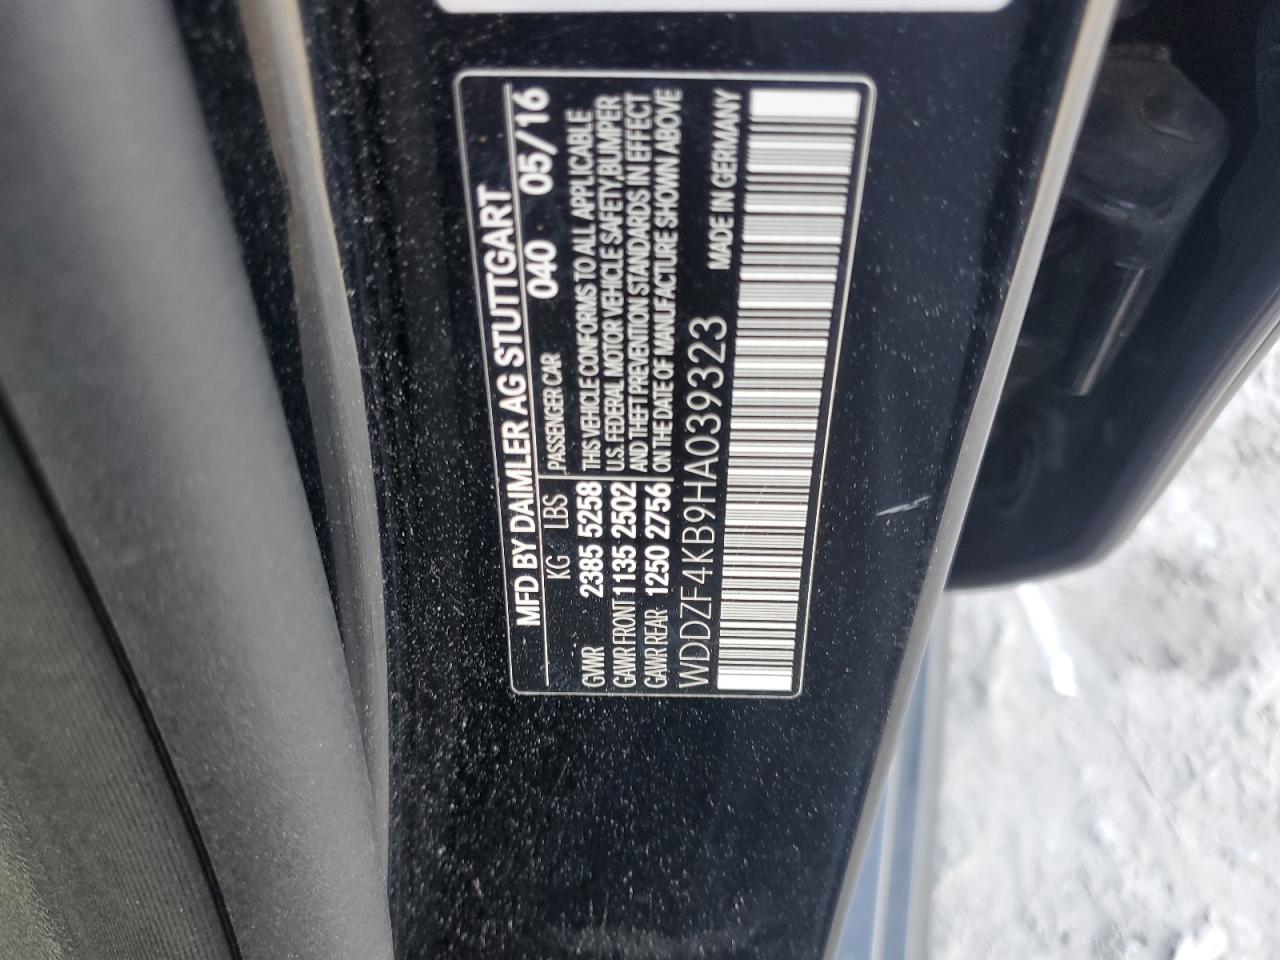 MFD BY DAIMLER AG STUTTGART
KG LBS PASSENGER CAR 040 05/16
GVWR 2385 5258 THIS VEHICLE CONFORMS TO ALL APPLICABLE
GAWR FRONT 1135 2502 U.S. FEDERAL MOTOR VEHICLE SAFETY, BUMPER
GAWR REAR 1250 2756 AND THEFT PREVENTION STANDARDS IN EFFECT
ON THE DATE OF MANUFACTURE SHOWN ABOVE
WDDZF4KB9HA039323 MADE IN GERMANY